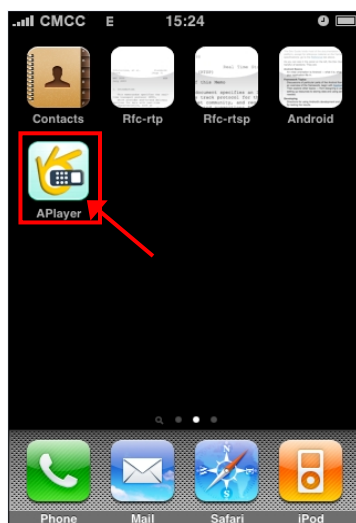 CMCC E 15:24
Contacts Rfc-rtp Rfc-rtsp Android
APlayer
Phone Mail Safari iPod